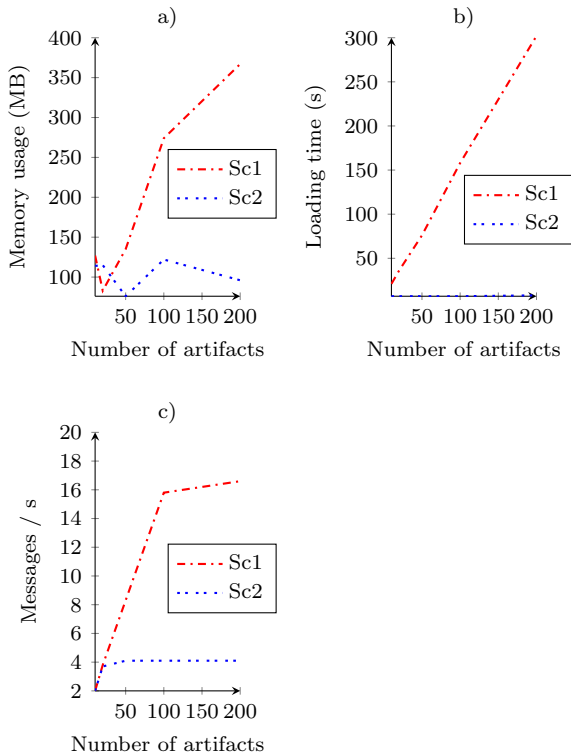 a)
Memory usage (MB)
400
350
300
250
200
150
100
50 100 150 200
Number of artifacts
Sc1
Sc2
b)
Loading time (s)
300
250
200
150
100
50
50 100 150 200
Number of artifacts
Sc1
Sc2
c)
Messages / s
20
18
16
14
12
10
8
6
4
2
50 100 150 200
Number of artifacts
Sc1
Sc2